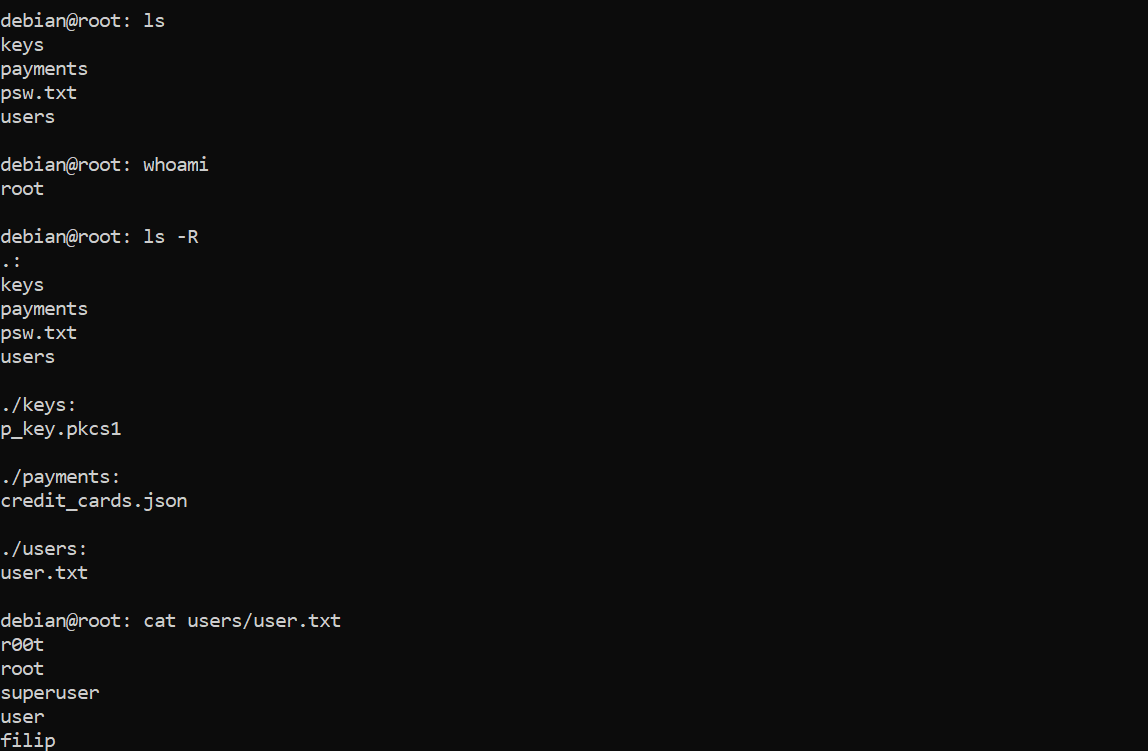 debian@root: ls
keys
payments
psw.txt
users
debian@root: whoami
root
debian@root: ls -R
.:
keys
payments
psw.txt
users
./keys:
p_key.pkcs1
./payments:
credit_cards.json
./users:
user.txt
debian@root: cat users/user.txt
r00t
root
superuser
user
filip